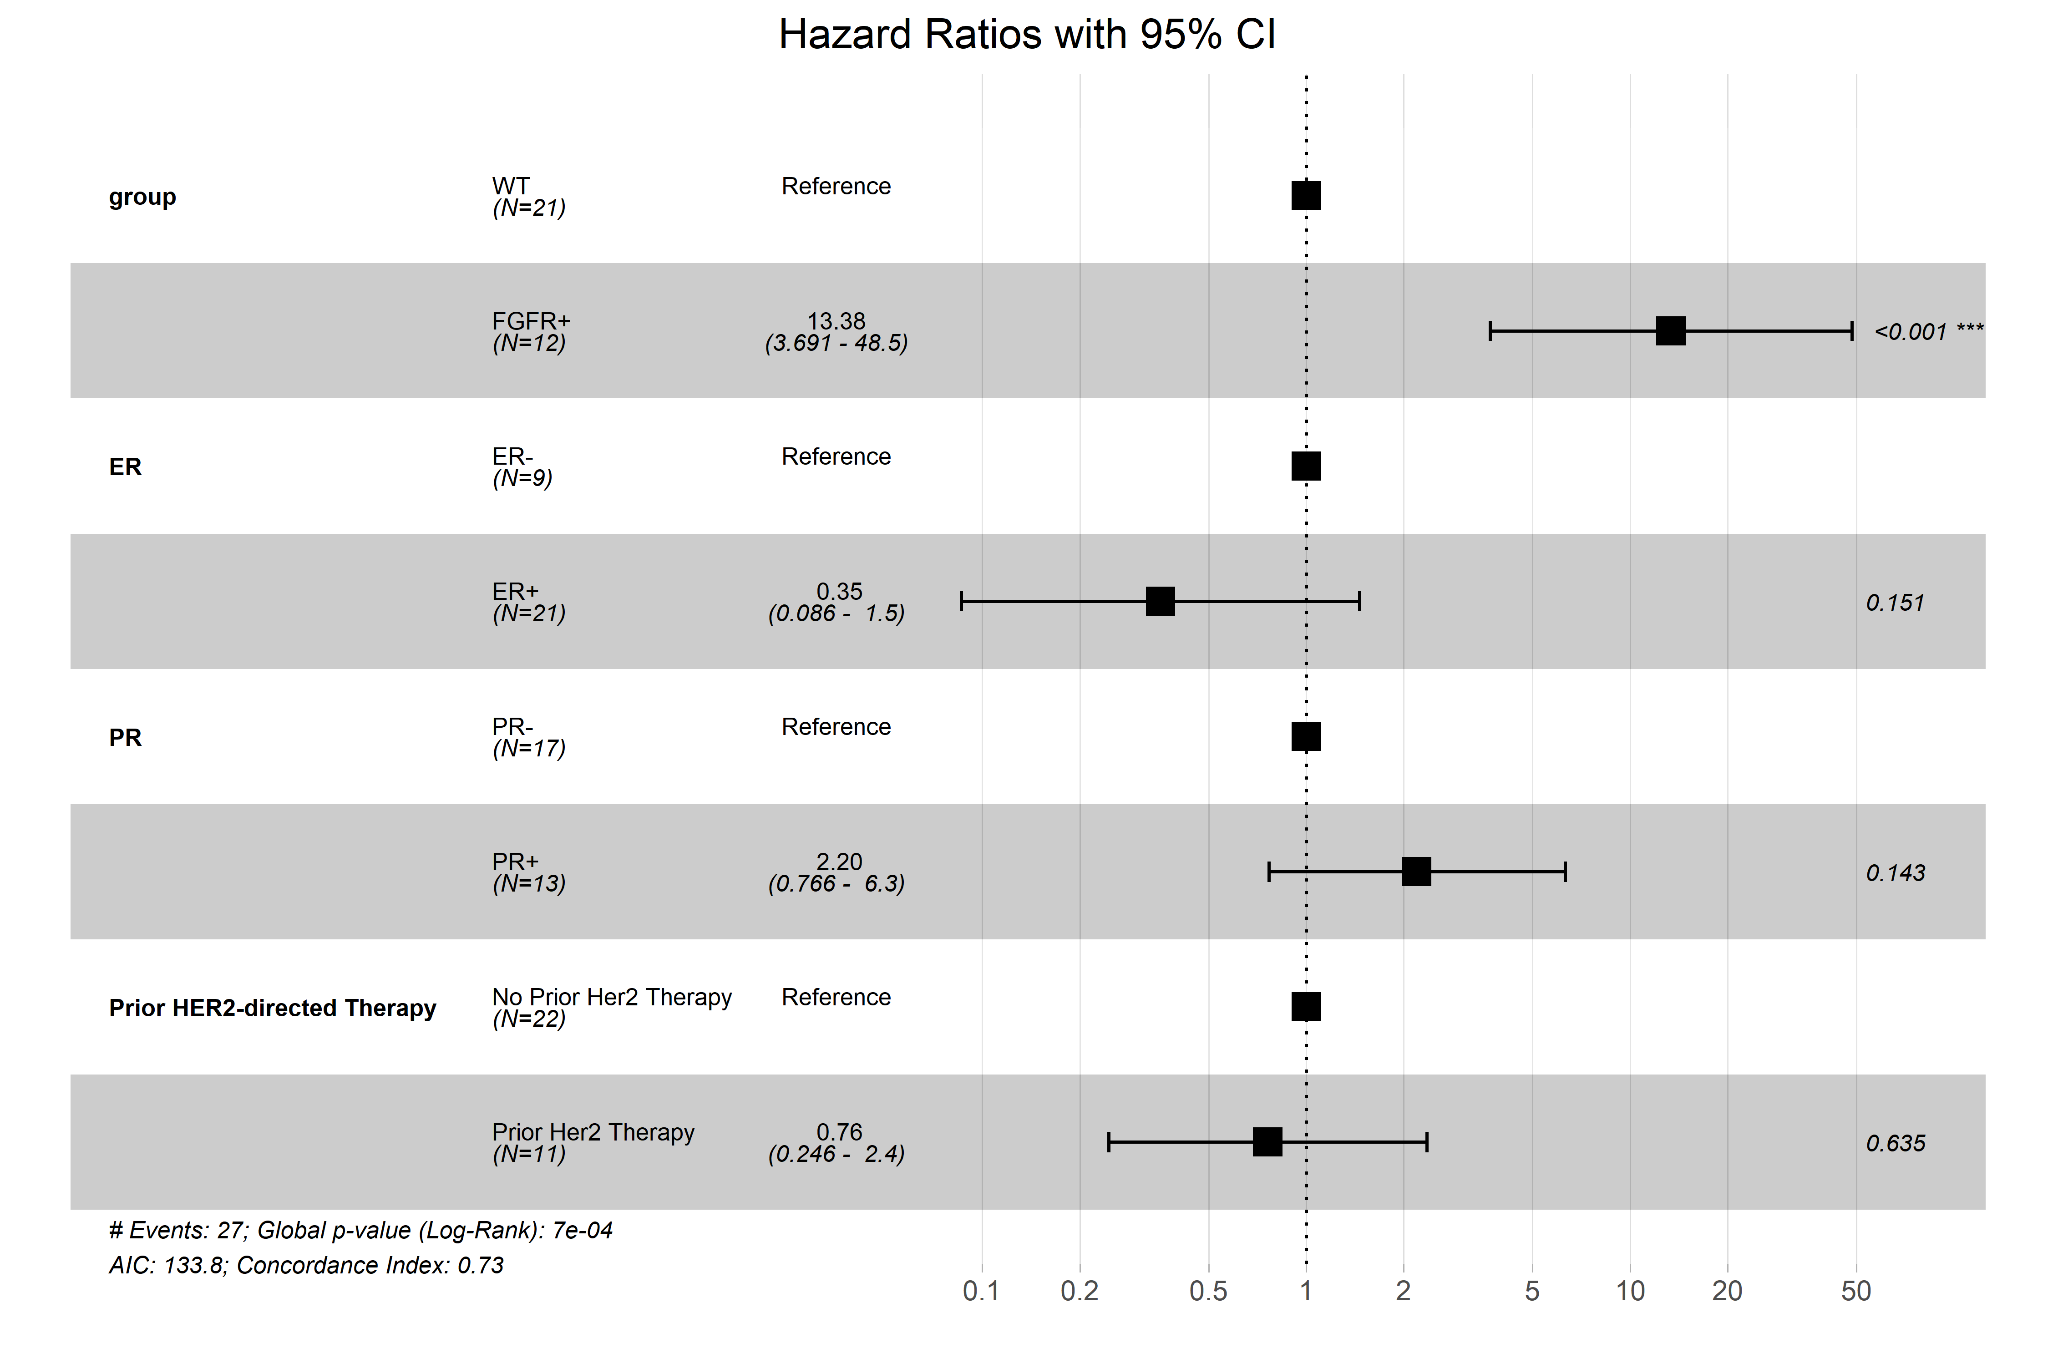 Hazard Ratios with 95% CI
group WT Reference
(N=21)
FGFR+ 13.38
(N=12) (3.691 - 48.5) <0.001 ***
ER ER- Reference
(N=9)
ER+ 0.35
(N=21) (0.086 - 1.5) 0.151
PR PR- Reference
(N=17)
PR+ 2.20
(N=13) (0.766 - 6.3) 0.143
Prior HER2-directed Therapy No Prior Her2 Therapy Reference
(N=22)
Prior Her2 Therapy 0.76
(N=11) (0.246 - 2.4) 0.635
# Events: 27; Global p-value (Log-Rank): 7e-04
AIC: 133.8; Concordance Index: 0.73
0.1 0.2 0.5 1 2 5 10 20 50